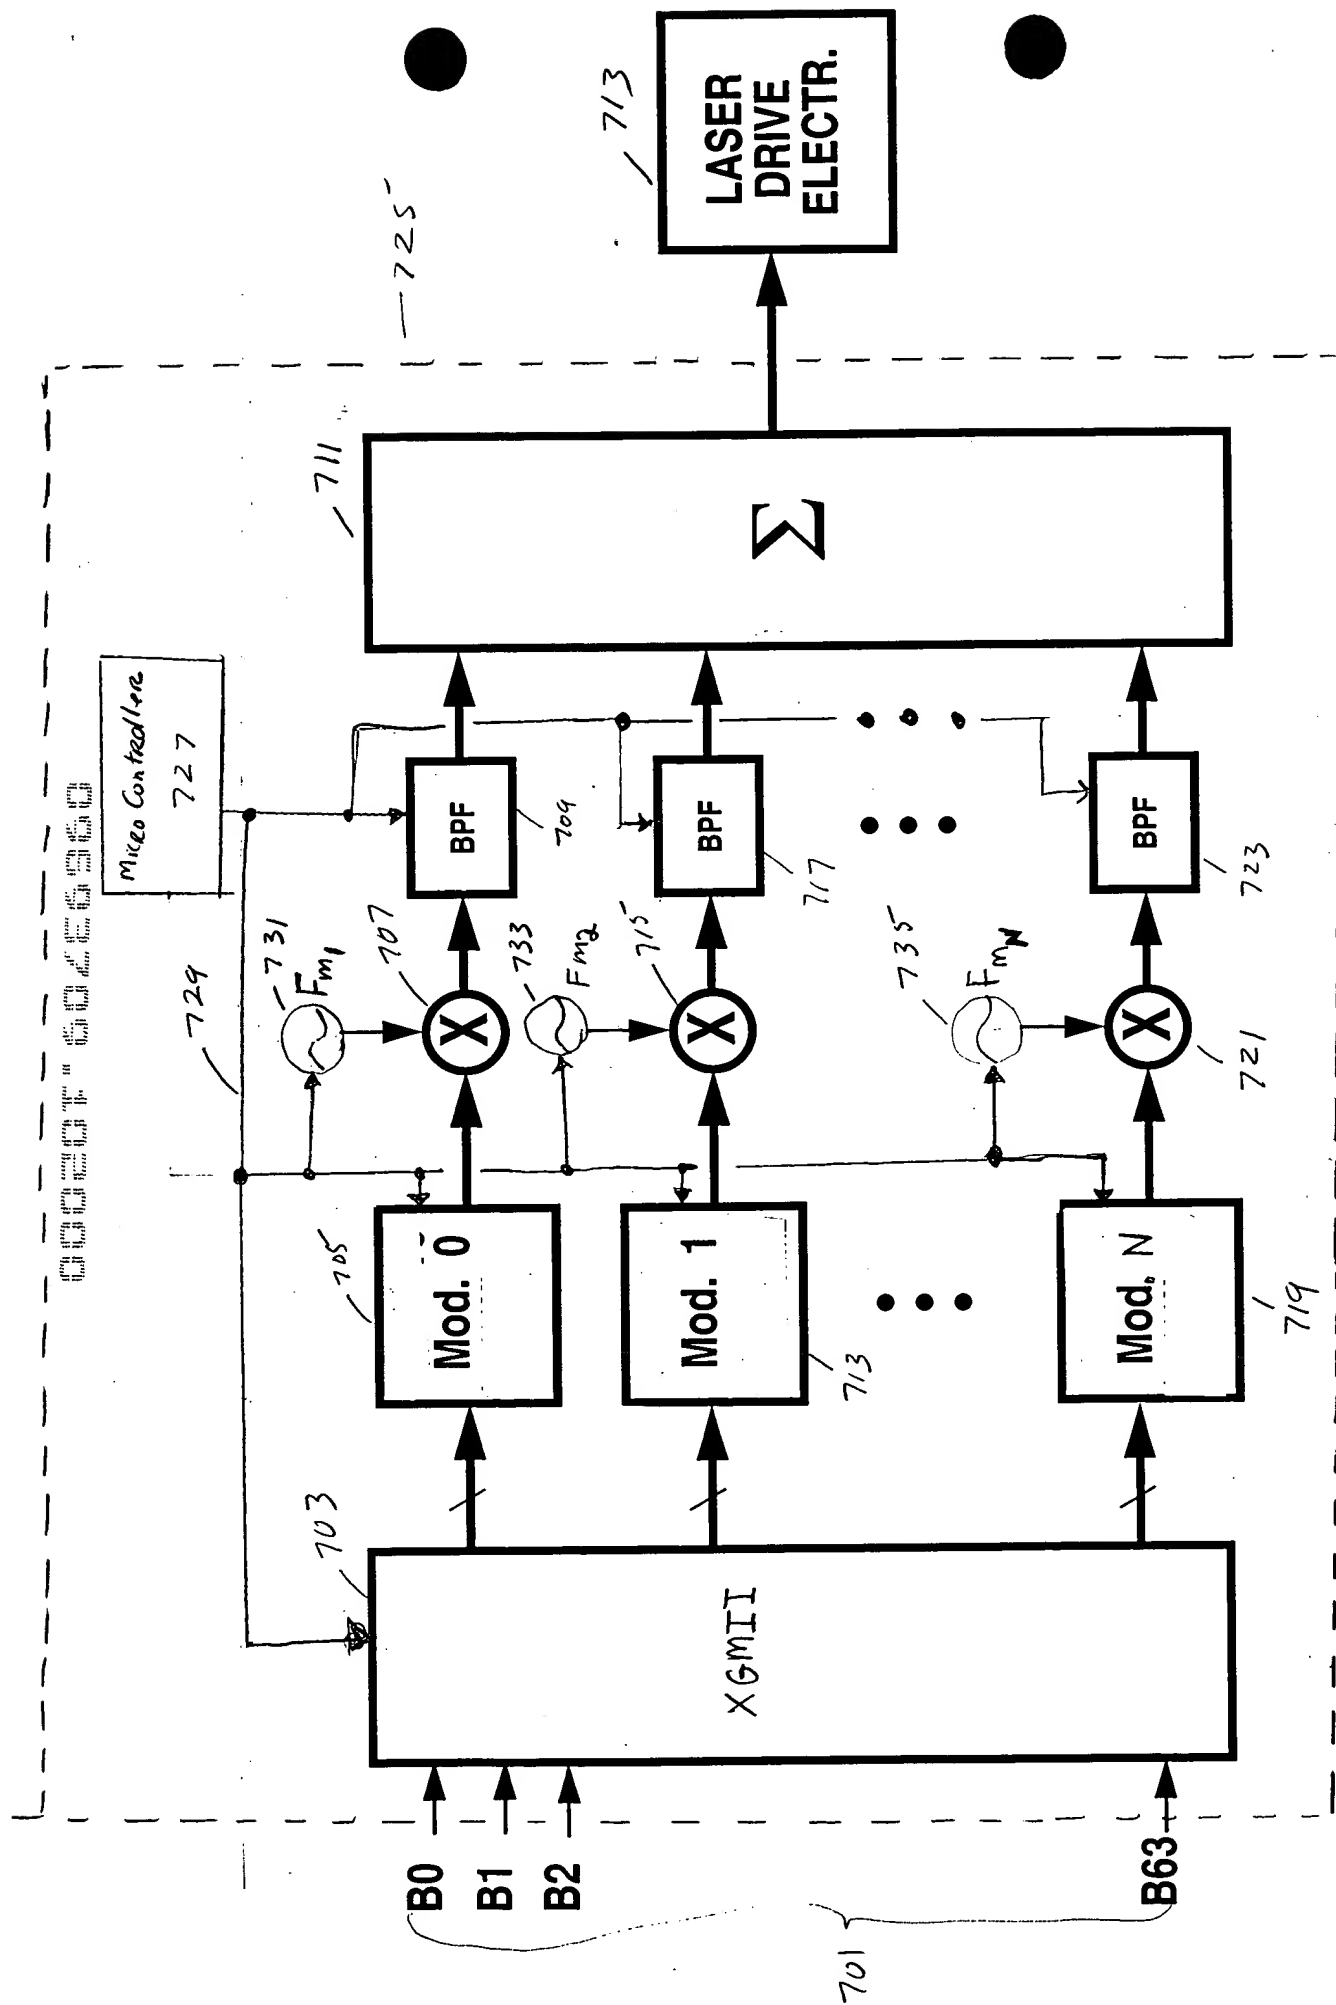 09693709.102000
Micro Controller
727
729
725
731
Fm1
707
709
711
713
LASER
DRIVE
ELECTR.
703
705
Mod. 0
X
BPF
733
Fm2
715
717
Mod. 1
713
X
BPF
Σ
XGMII
735
FmN
Mod. N
719
X
721
BPF
723
B0
B1
B2
B63
701